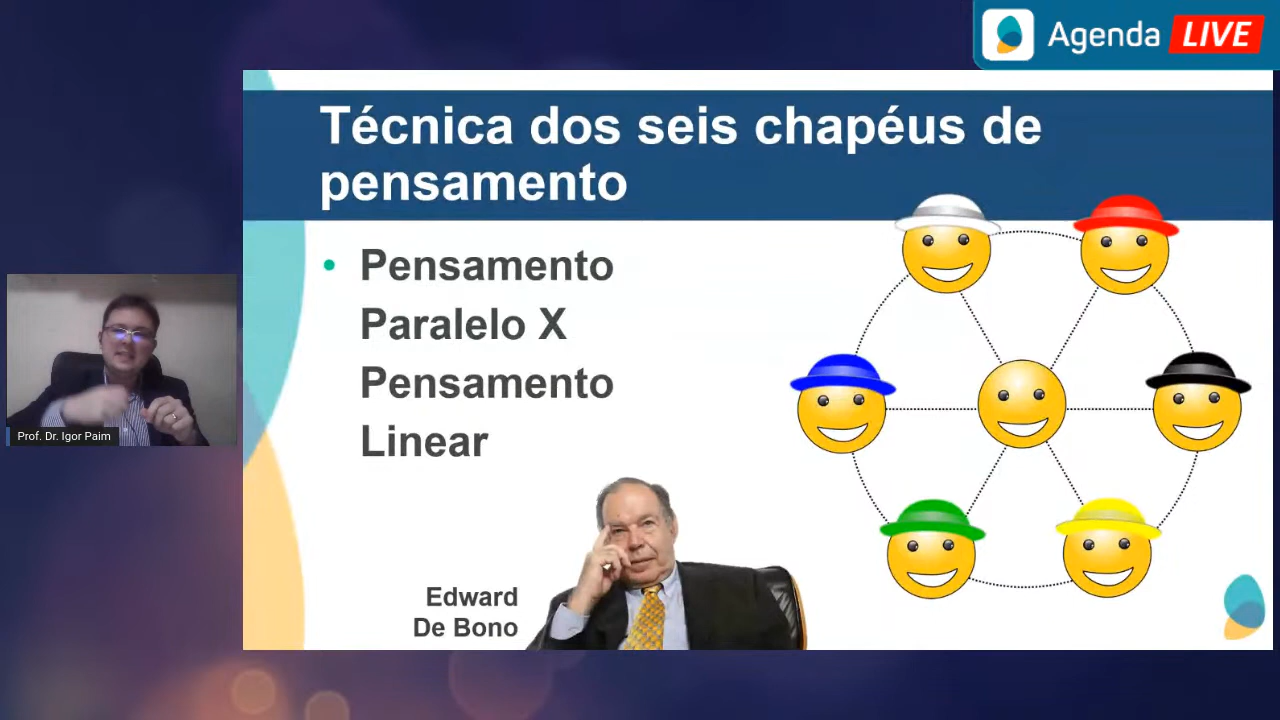 Agenda LIVE
Técnica dos seis chapéus de
pensamento
• Pensamento
Paralelo X
Pensamento
Linear
Prof. Dr. Igor Paim
Edward
De Bono